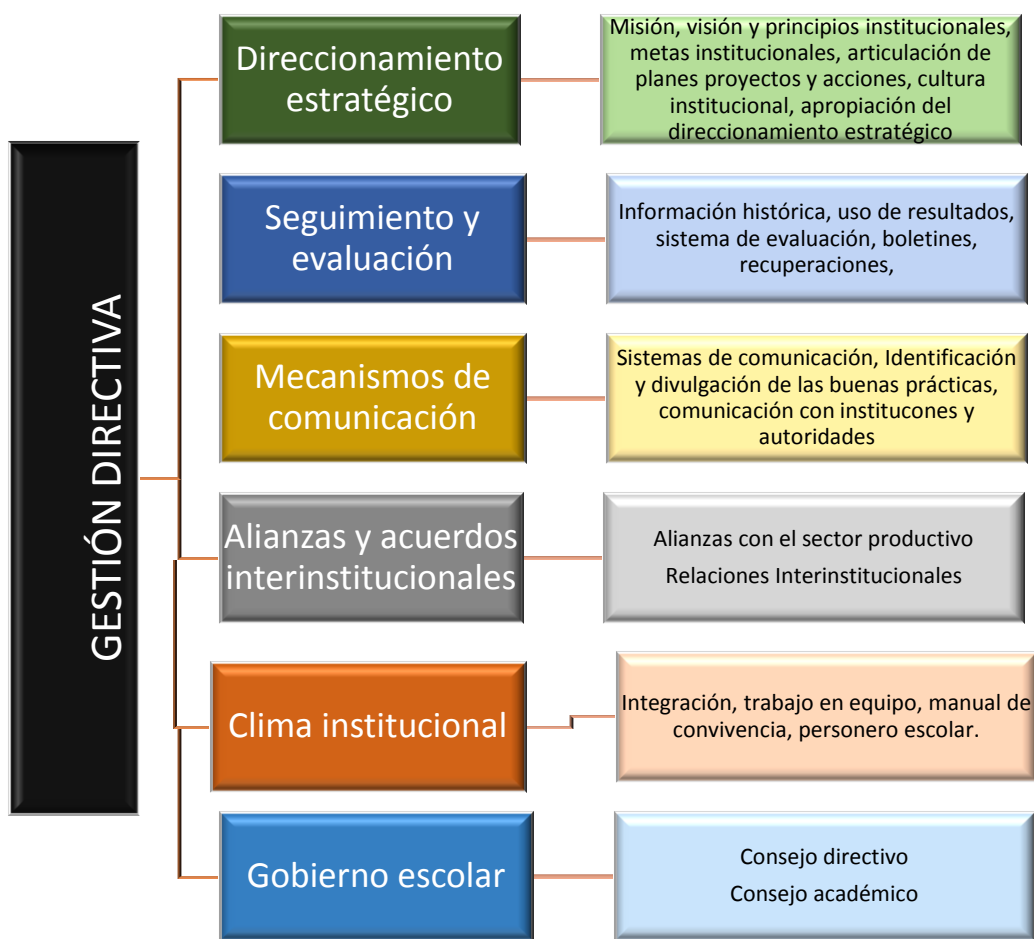 GESTIÓN DIRECTIVA
Direccionamiento
estratégico
Misión, visión y principios institucionales,
metas institucionales, articulación de
planes proyectos y acciones, cultura
institucional, apropiación del
direccionamiento estratégico
Seguimiento y
evaluación
Información histórica, uso de resultados,
sistema de evaluación, boletines,
recuperaciones,
Mecanismos de
comunicación
Sistemas de comunicación, Identificación
y divulgación de las buenas prácticas,
comunicación con institucones y
autoridades
Alianzas y acuerdos
interinstitucionales
Alianzas con el sector productivo
Relaciones Interinstitucionales
Clima institucional
Integración, trabajo en equipo, manual de
convivencia, personero escolar.
Gobierno escolar
Consejo directivo
Consejo académico